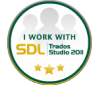 I WORK WITH
SDL Trados
Studio 2011